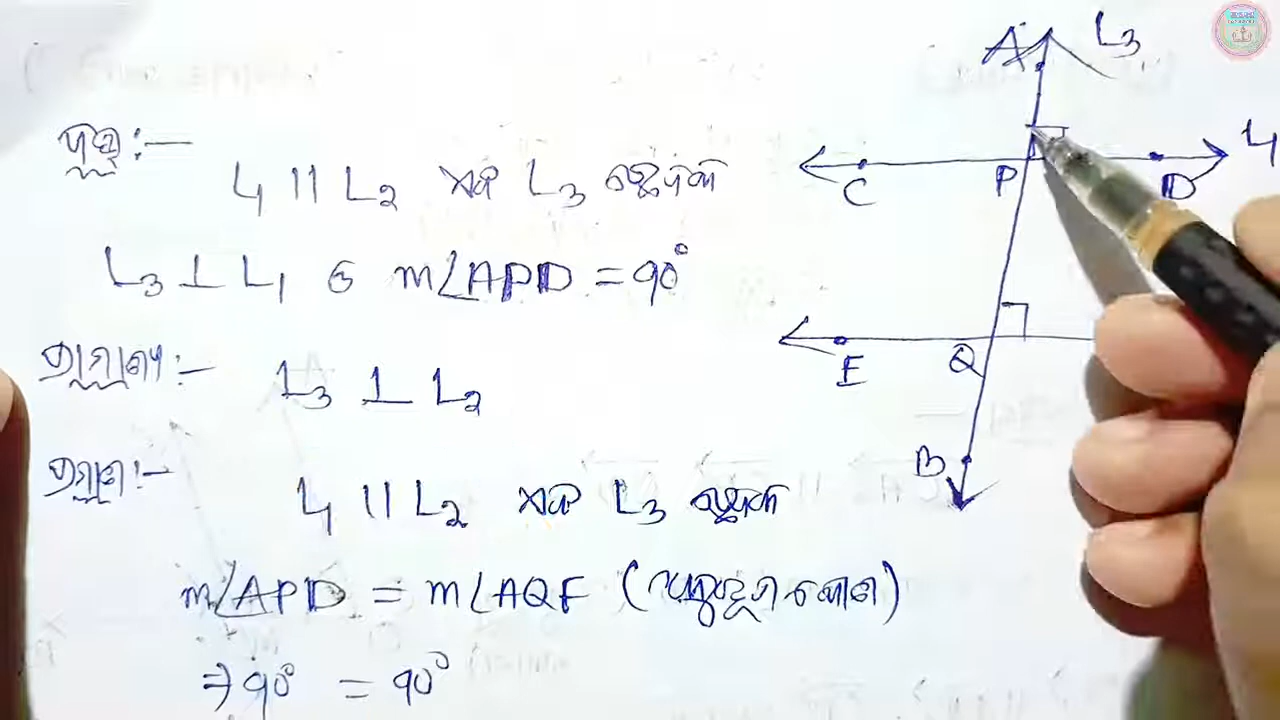 ଦତ୍ତ :—
L₁ || L₂ ଏବଂ L₃ ଛେଦକ
L₃ ⊥ L₁ ଓ m∠APD = 90°
ପ୍ରାମାଣ୍ୟ :—
L₃ ⊥ L₂
ପ୍ରମାଣ :—
L₁ || L₂ ଏବଂ L₃ ଛେଦକ
m∠APD = m∠AQF (ଅନୁରୂପ କୋଣ)
⇒ 90° = 90°
A L₃
L₁
C P D
E Q
B